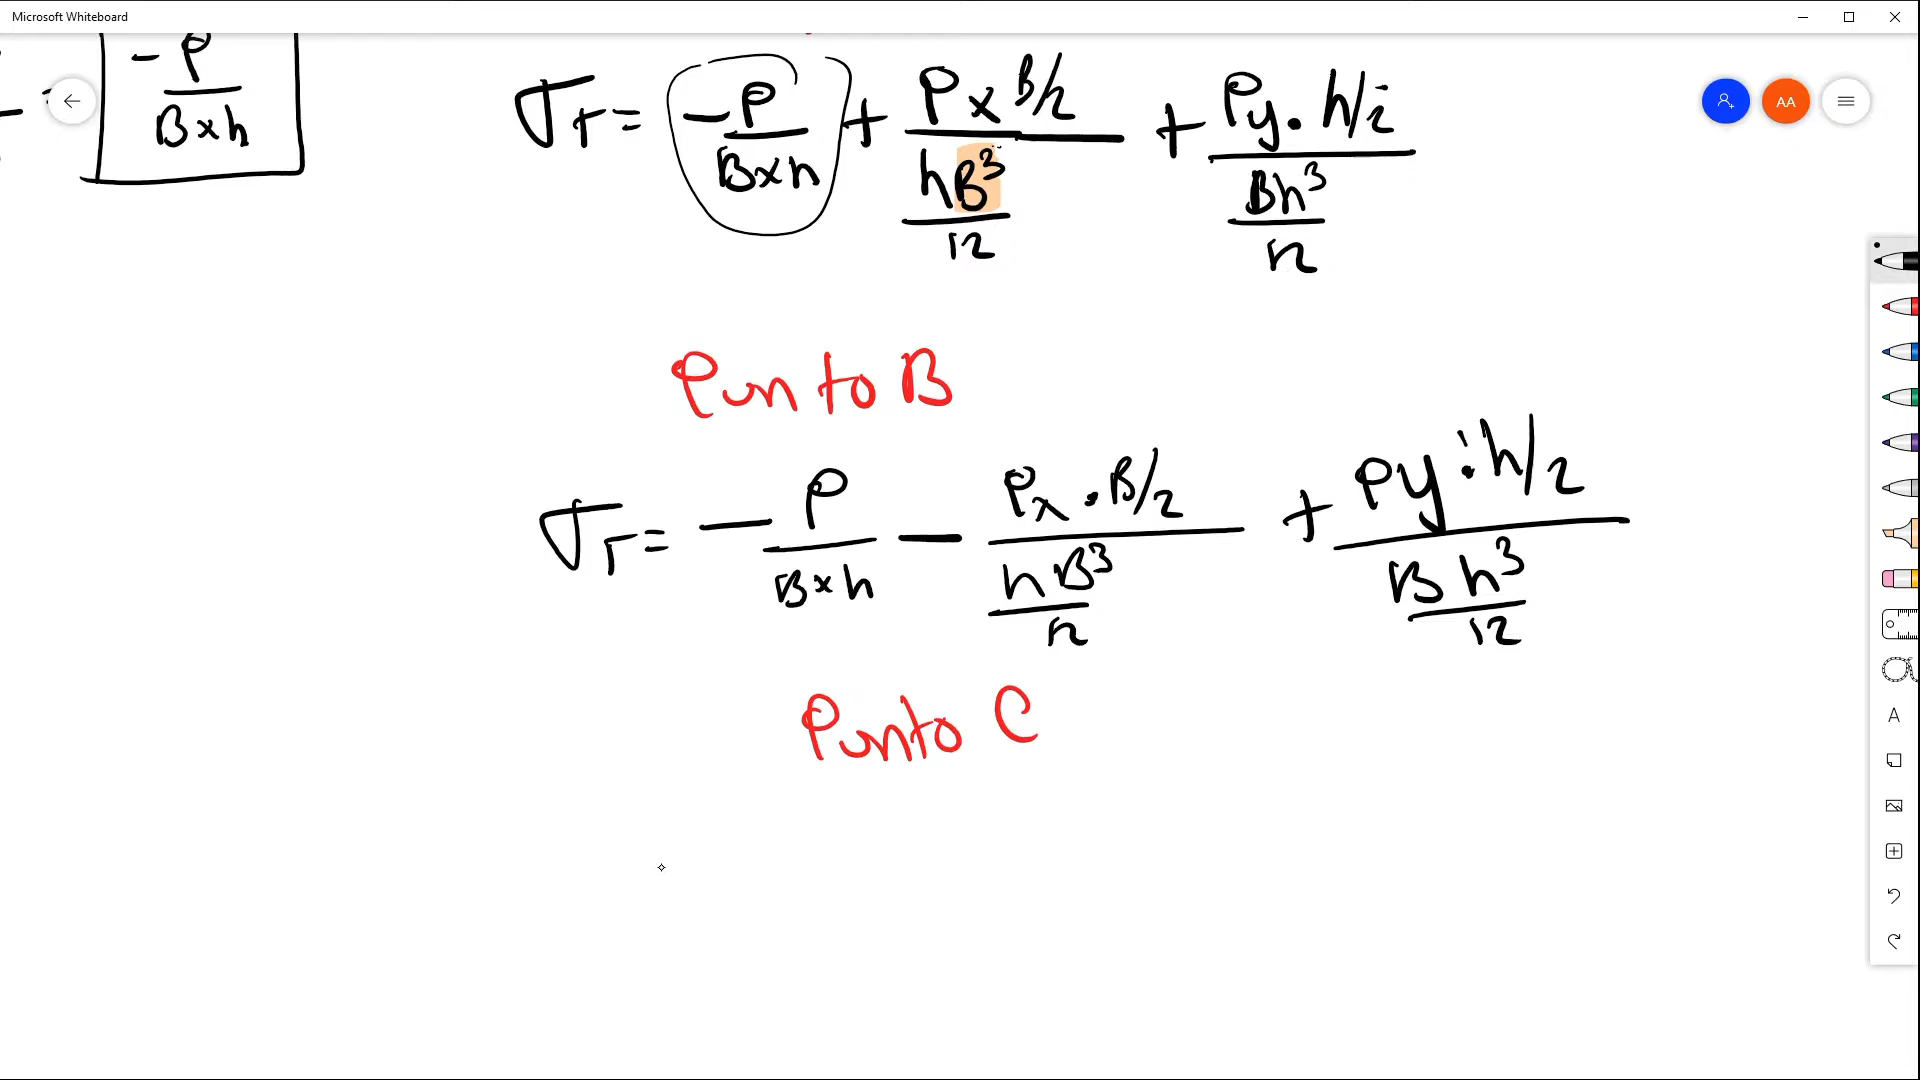 Microsoft Whiteboard
-P / B×h
σT = -P / B×h + Px B/2 / hB³/12 + Py · h/2 / Bh³/12
AA
Punto B
σT = - P / B×h - Px · B/2 / hB³/12 + Py · h/2 / Bh³/12
Punto C
A